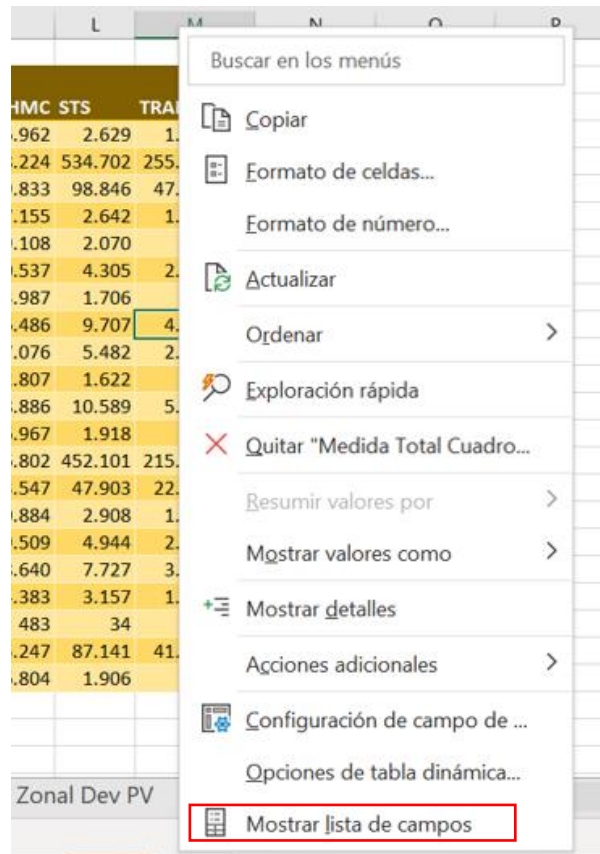 L M N O P
HMC STS TRA
.962 2.629 1.
.224 534.702 255.
.833 98.846 47.
.155 2.642 1.
.108 2.070
.537 4.305 2.
.987 1.706
.486 9.707 4.
.076 5.482 2.
.807 1.622
.886 10.589 5.
.967 1.918
.802 452.101 215.
.547 47.903 22.
.884 2.908 1.
.509 4.944 2.
.640 7.727 3.
.383 3.157 1.
483 34
.247 87.141 41.
.804 1.906
Zonal Dev PV
Buscar en los menús
Copiar
Formato de celdas...
Formato de número...
Actualizar
Ordenar
Exploración rápida
Quitar "Medida Total Cuadro...
Resumir valores por
Mostrar valores como
Mostrar detalles
Acciones adicionales
Configuración de campo de ...
Opciones de tabla dinámica...
Mostrar lista de campos